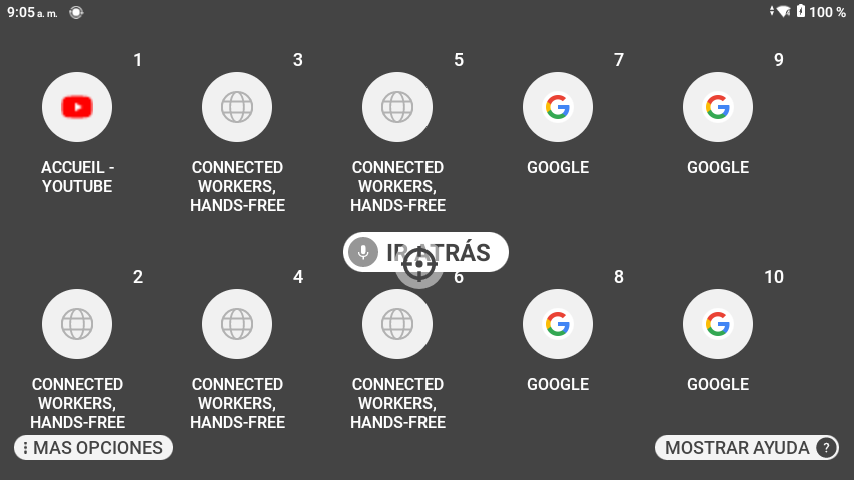 9:05 a. m.
100 %
1
3
5
7
9
ACCUEIL -
YOUTUBE
CONNECTED
WORKERS,
HANDS-FREE
CONNECTED
WORKERS,
HANDS-FREE
GOOGLE
GOOGLE
IR ATRÁS
2
4
6
8
10
CONNECTED
WORKERS,
HANDS-FREE
CONNECTED
WORKERS,
HANDS-FREE
CONNECTED
WORKERS,
HANDS-FREE
GOOGLE
GOOGLE
MAS OPCIONES
MOSTRAR AYUDA ?